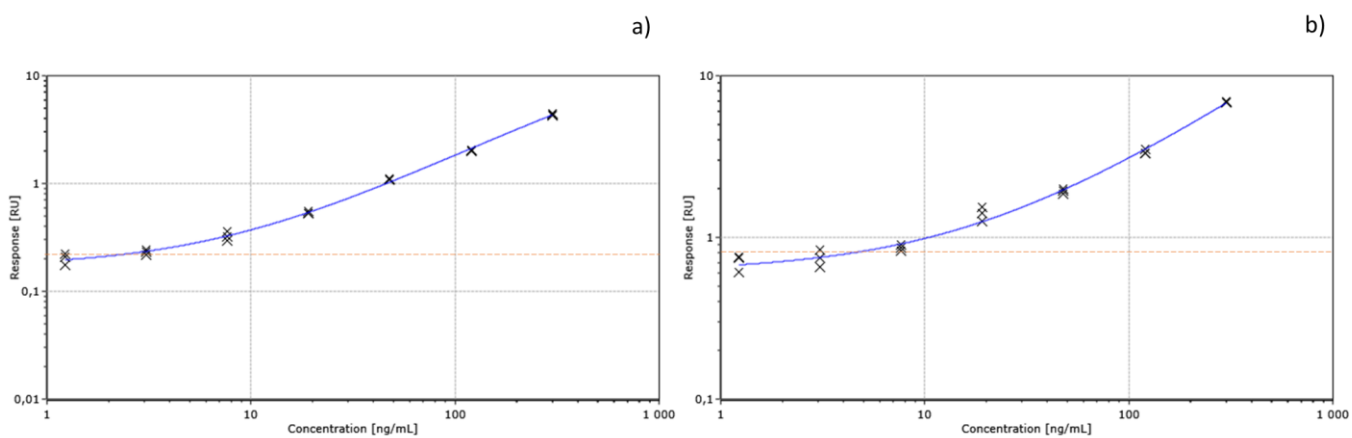 a)
b)
10
1
0,1
0,01
Response [RU]
1
10
100
1 000
Concentration [ng/mL]
10
1
0,1
Response [RU]
1
10
100
1 000
Concentration [ng/mL]